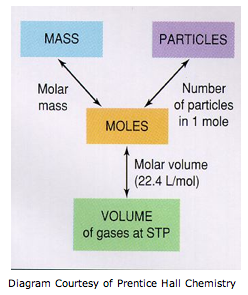 MASS
PARTICLES
Molar
mass
Number
of particles
in 1 mole
MOLES
Molar volume
(22.4 L/mol)
VOLUME
of gases at STP
Diagram Courtesy of Prentice Hall Chemistry